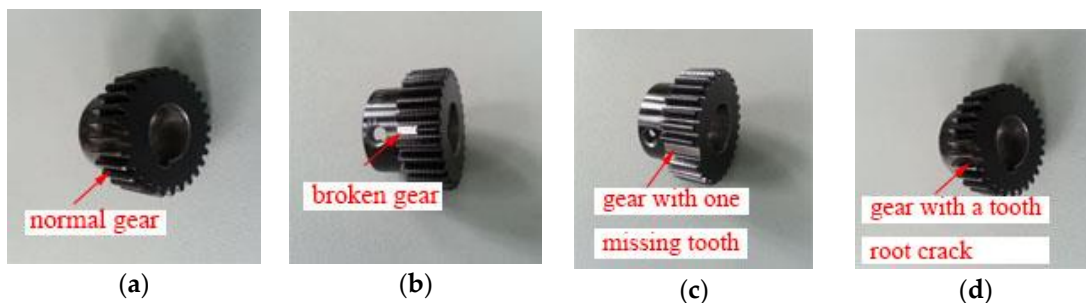 normal gear
broken gear
gear with one
missing tooth
gear with a tooth
root crack
(a)
(b)
(c)
(d)